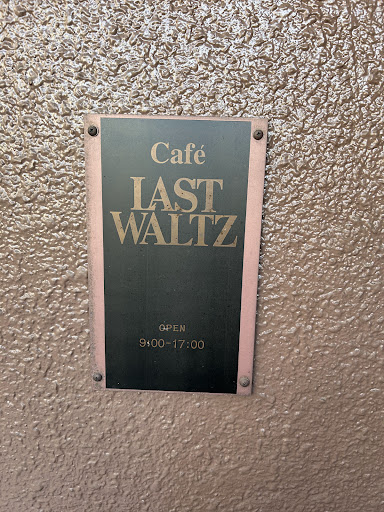 Café
LAST
WALTZ
OPEN
9:00-17:00